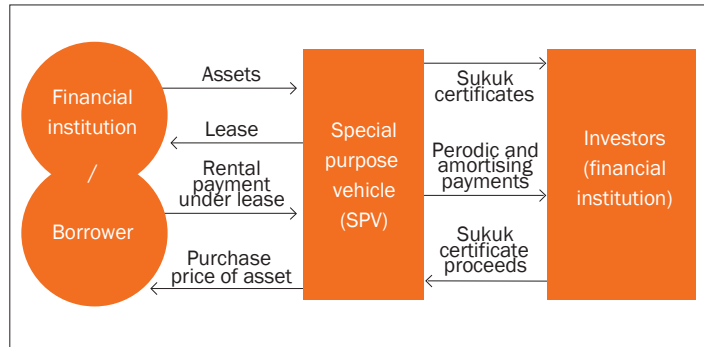 Financial
institution
/
Borrower
Assets
Lease
Rental
payment
under lease
Purchase
price of asset
Special
purpose
vehicle
(SPV)
Sukuk
certificates
Perodic and
amortising
payments
Sukuk
certificate
proceeds
Investors
(financial
institution)